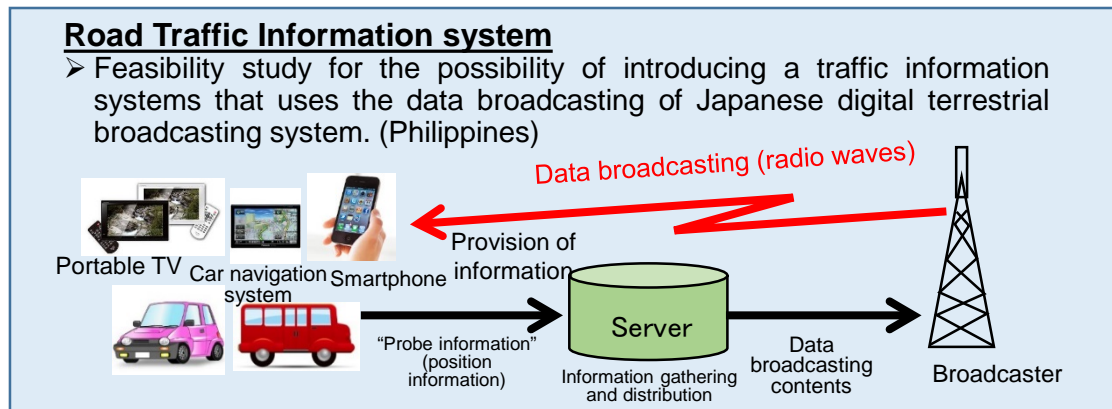 Road Traffic Information system
➢ Feasibility study for the possibility of introducing a traffic information
systems that uses the data broadcasting of Japanese digital terrestrial
broadcasting system. (Philippines)
Data broadcasting (radio waves)
Portable TV
Car navigation
system
Smartphone
Provision of
information
"Probe information"
(position
information)
Server
Information gathering
and distribution
Data
broadcasting
contents
Broadcaster